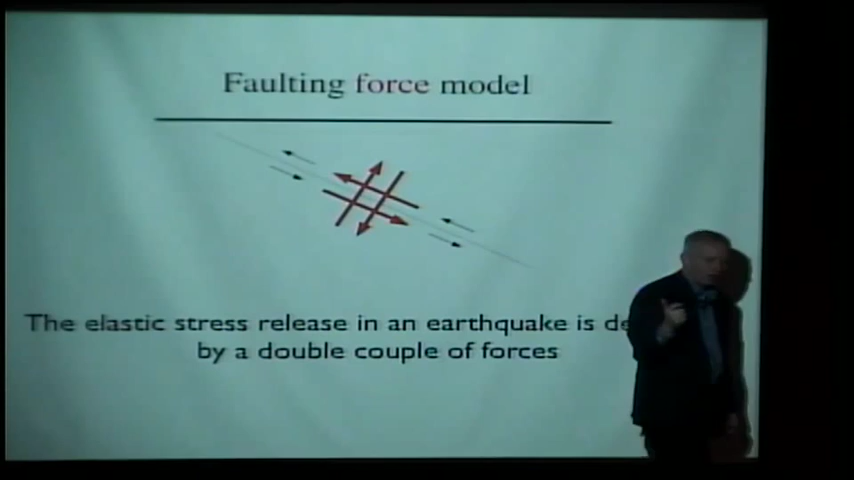 Faulting force model
The elastic stress release in an earthquake is
by a double couple of forces